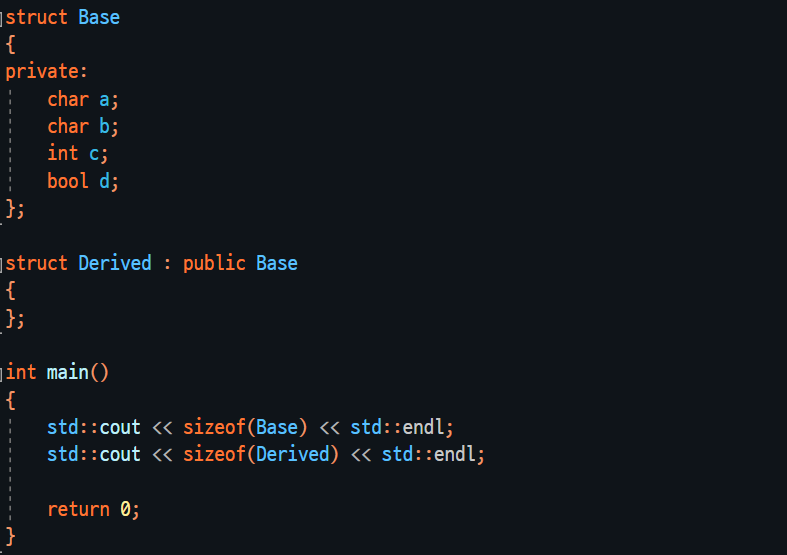 struct Base
{
private:
    char a;
    char b;
    int c;
    bool d;
};

struct Derived : public Base
{
};

int main()
{
    std::cout << sizeof(Base) << std::endl;
    std::cout << sizeof(Derived) << std::endl;

    return 0;
}